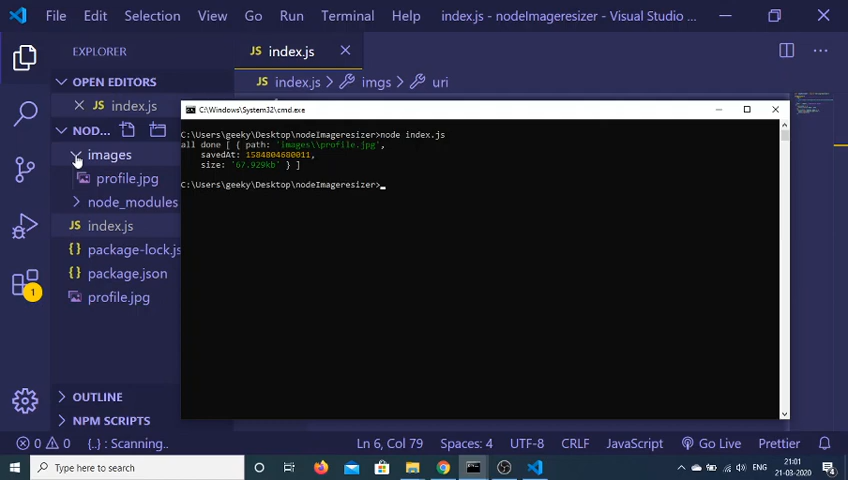 File Edit Selection View Go Run Terminal Help index.js - nodeImageresizer - Visual Studio ...
EXPLORER
index.js
...
OPEN EDITORS
index.js
index.js > imgs > uri
NOD...
images
profile.jpg
node_modules
index.js
package-lock.js
package.json
profile.jpg
C:\Windows\System32\cmd.exe
C:\Users\geeky\Desktop\nodeImageresizer>node index.js
all done [ { path: 'images\\profile.jpg',
savedAt: 1584804680011,
size: '67.929kb' } ]
C:\Users\geeky\Desktop\nodeImageresizer>
1
OUTLINE
NPM SCRIPTS
0 0 {..} : Scanning.. Ln 6, Col 79 Spaces: 4 UTF-8 CRLF JavaScript Go Live Prettier
Type here to search
ENG
21:01
21-03-2020
4